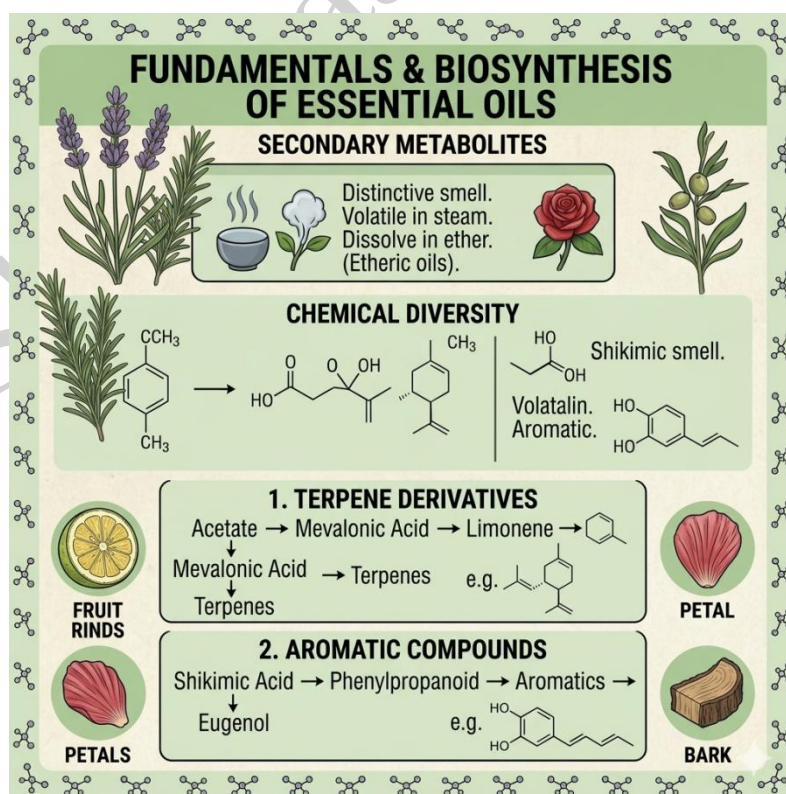 FUNDAMENTALS & BIOSYNTHESIS
OF ESSENTIAL OILS
SECONDARY METABOLITES
Distinctive smell.
Volatile in steam.
Dissolve in ether.
(Etheric oils).
CHEMICAL DIVERSITY
CCH3
CH3
O
HO
O
OH
CH3
HO
OH
Shikimic smell.
Volatalin.
Aromatic.
HO
HO
1. TERPENE DERIVATIVES
Acetate → Mevalonic Acid → Limonene →
↓
Mevalonic Acid → Terpenes e.g.
↓
Terpenes
FRUIT
RINDS
PETAL
2. AROMATIC COMPOUNDS
Shikimic Acid → Phenylpropanoid → Aromatics →
↓
Eugenol e.g.
HO
HO
PETALS
BARK